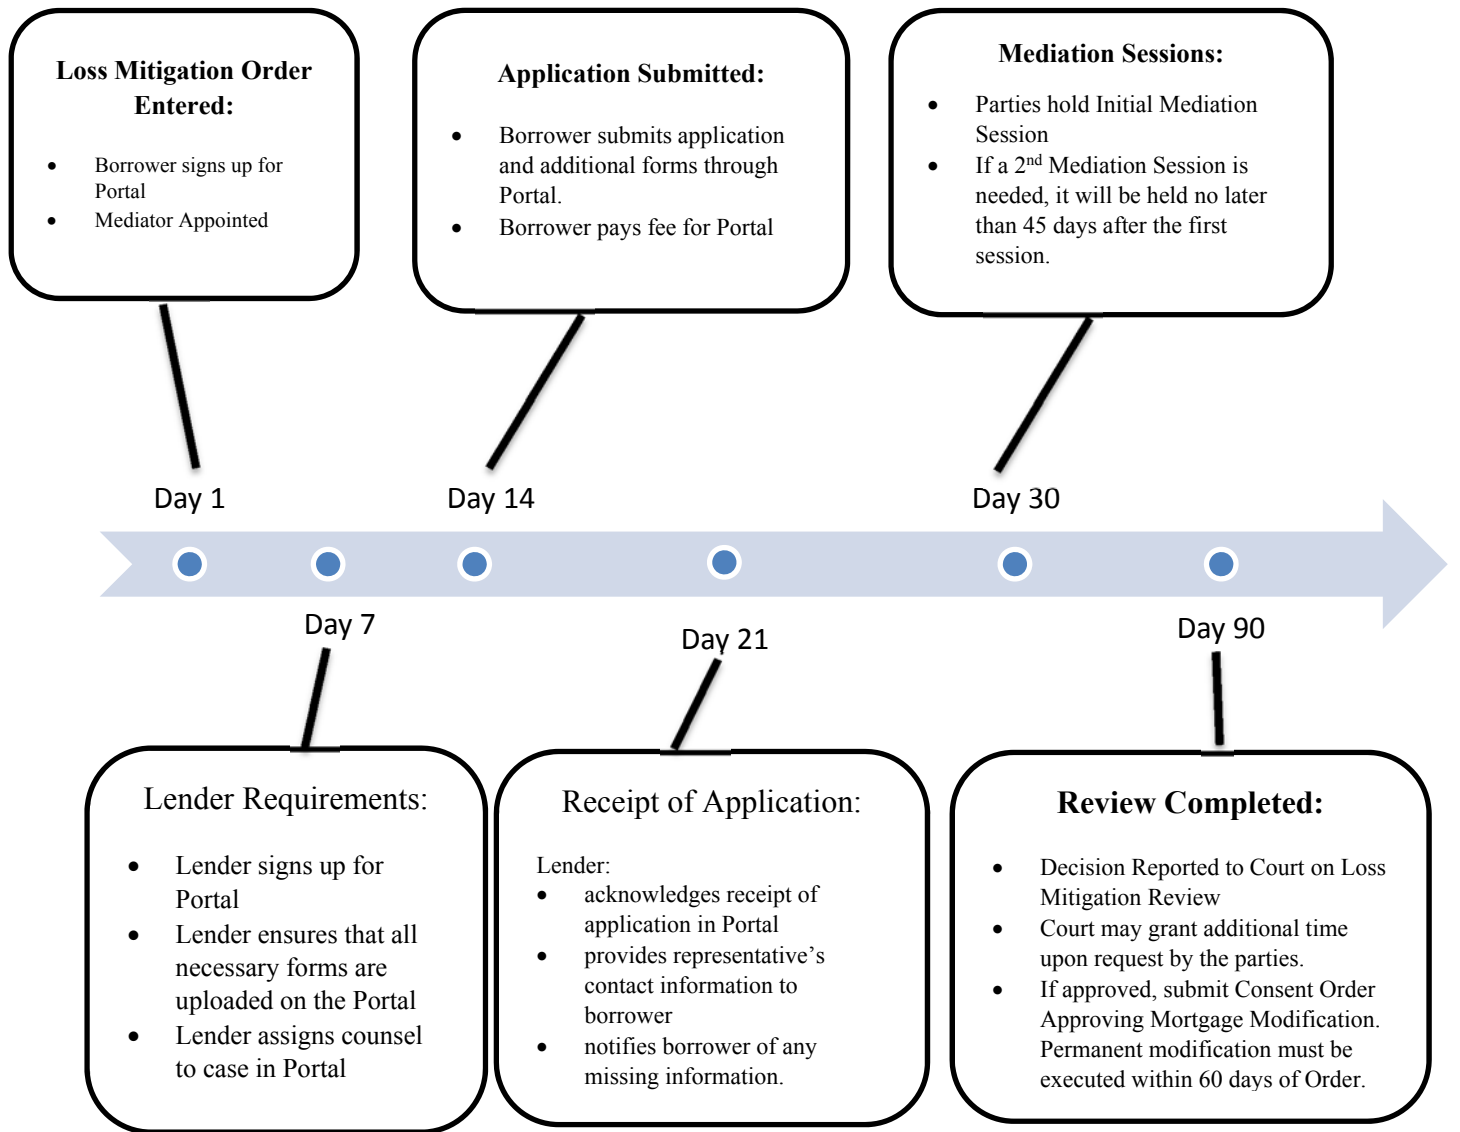 Loss Mitigation Order
Entered:
• Borrower signs up for
Portal
• Mediator Appointed
Application Submitted:
• Borrower submits application
and additional forms through
Portal.
• Borrower pays fee for Portal
Mediation Sessions:
• Parties hold Initial Mediation
Session
• If a 2nd Mediation Session is
needed, it will be held no later
than 45 days after the first
session.
Day 1
Day 14
Day 30
Day 7
Day 21
Day 90
Lender Requirements:
• Lender signs up for
Portal
• Lender ensures that all
necessary forms are
uploaded on the Portal
• Lender assigns counsel
to case in Portal
Receipt of Application:
Lender:
• acknowledges receipt of
application in Portal
• provides representative’s
contact information to
borrower
• notifies borrower of any
missing information.
Review Completed:
• Decision Reported to Court on Loss
Mitigation Review
• Court may grant additional time
upon request by the parties.
• If approved, submit Consent Order
Approving Mortgage Modification.
Permanent modification must be
executed within 60 days of Order.